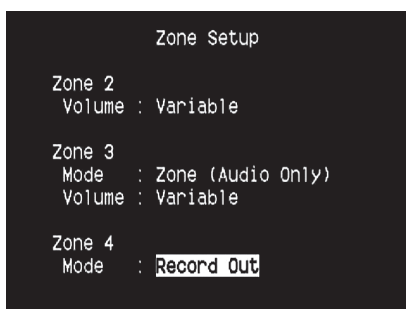 Zone Setup
Zone 2
Volume : Variable
Zone 3
Mode : Zone (Audio Only)
Volume : Variable
Zone 4
Mode : Record Out